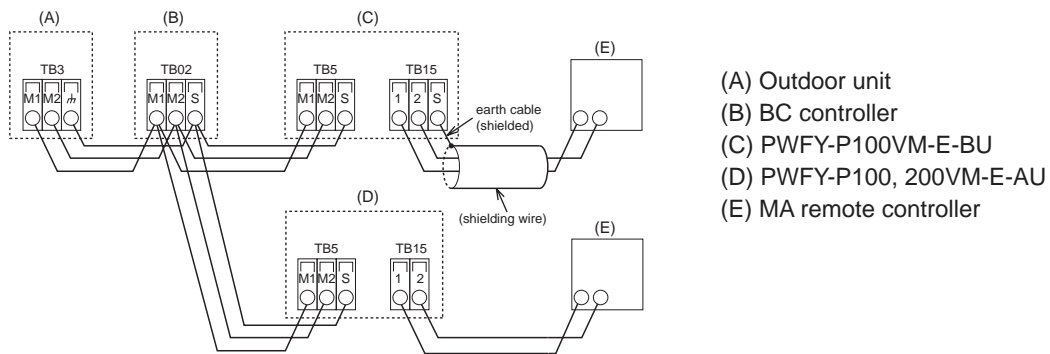 (A)
(B)
(C)
(E)
TB3
TB02
TB5
TB15
M1 M2
M1 M2 S
M1 M2 S
1 2 S
earth cable
(shielded)
(shielding wire)
(D)
(E)
TB5
TB15
M1 M2 S
1 2
(A) Outdoor unit
(B) BC controller
(C) PWFY-P100VM-E-BU
(D) PWFY-P100, 200VM-E-AU
(E) MA remote controller